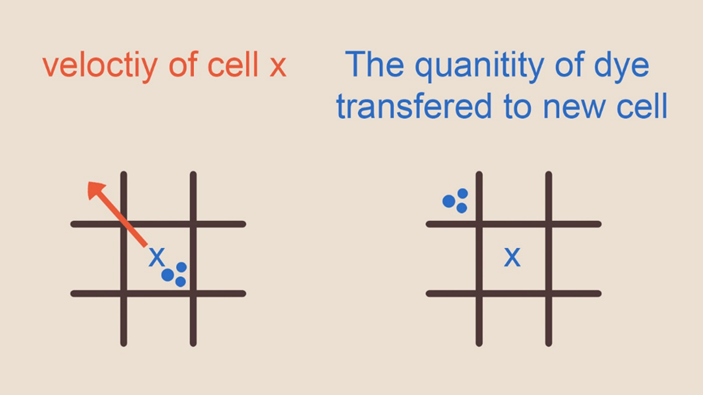 veloctiy of cell x
The quanitity of dye
transfered to new cell
x
x